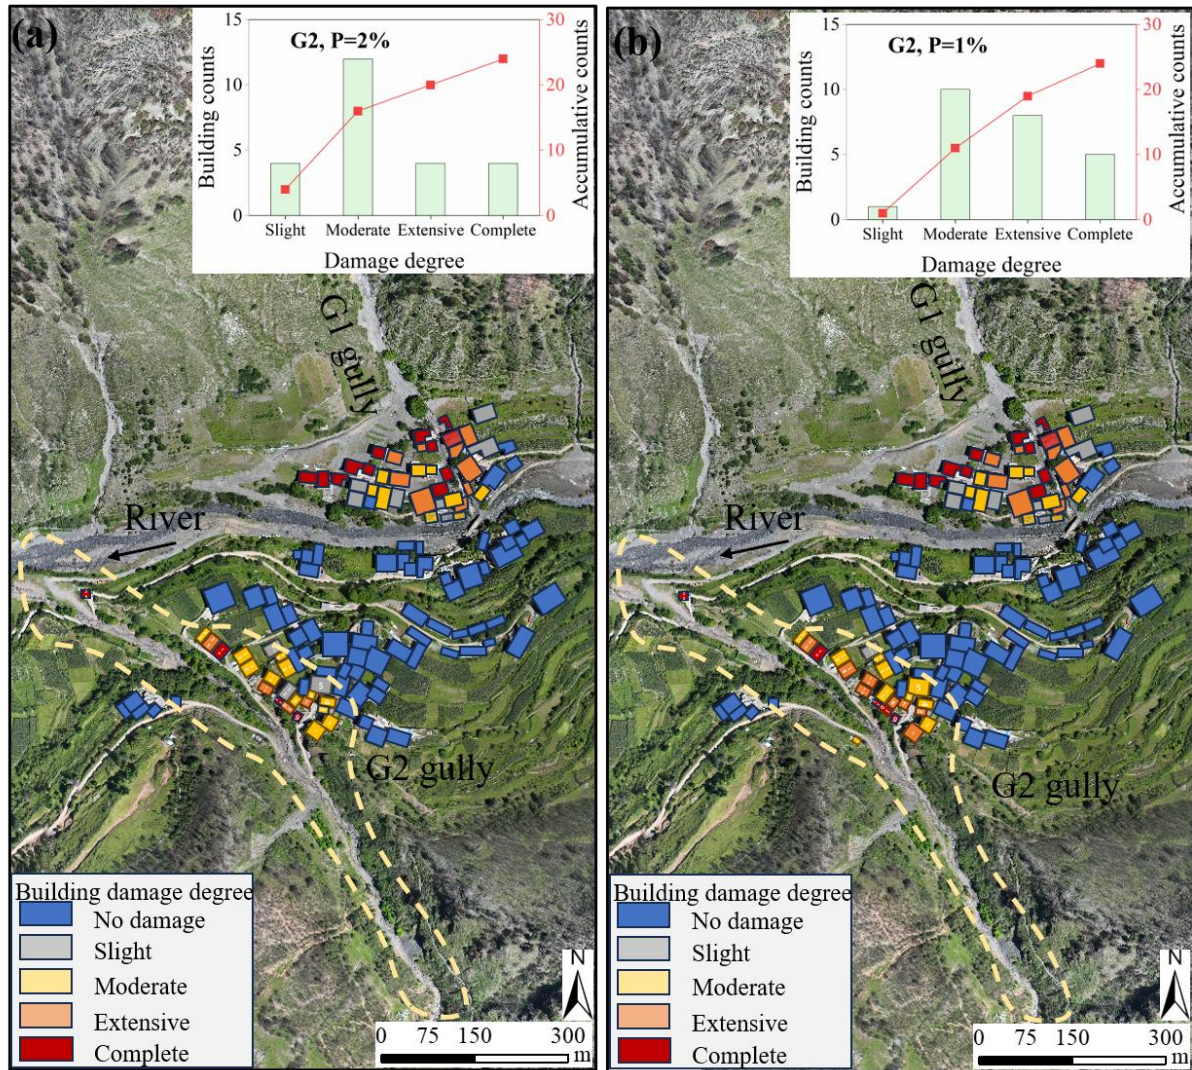 (a)
G2, P=2%
Building counts
15
10
5
0
Accumulative counts
30
20
10
0
Slight Moderate Extensive Complete
Damage degree
G1 gully
River
G2 gully
Building damage degree
No damage
Slight
Moderate
Extensive
Complete
N
0 75 150 300
m
(b)
G2, P=1%
Building counts
15
10
5
0
Accumulative counts
30
20
10
0
Slight Moderate Extensive Complete
Damage degree
G1 gully
River
G2 gully
Building damage degree
No damage
Slight
Moderate
Extensive
Complete
N
0 75 150 300
m